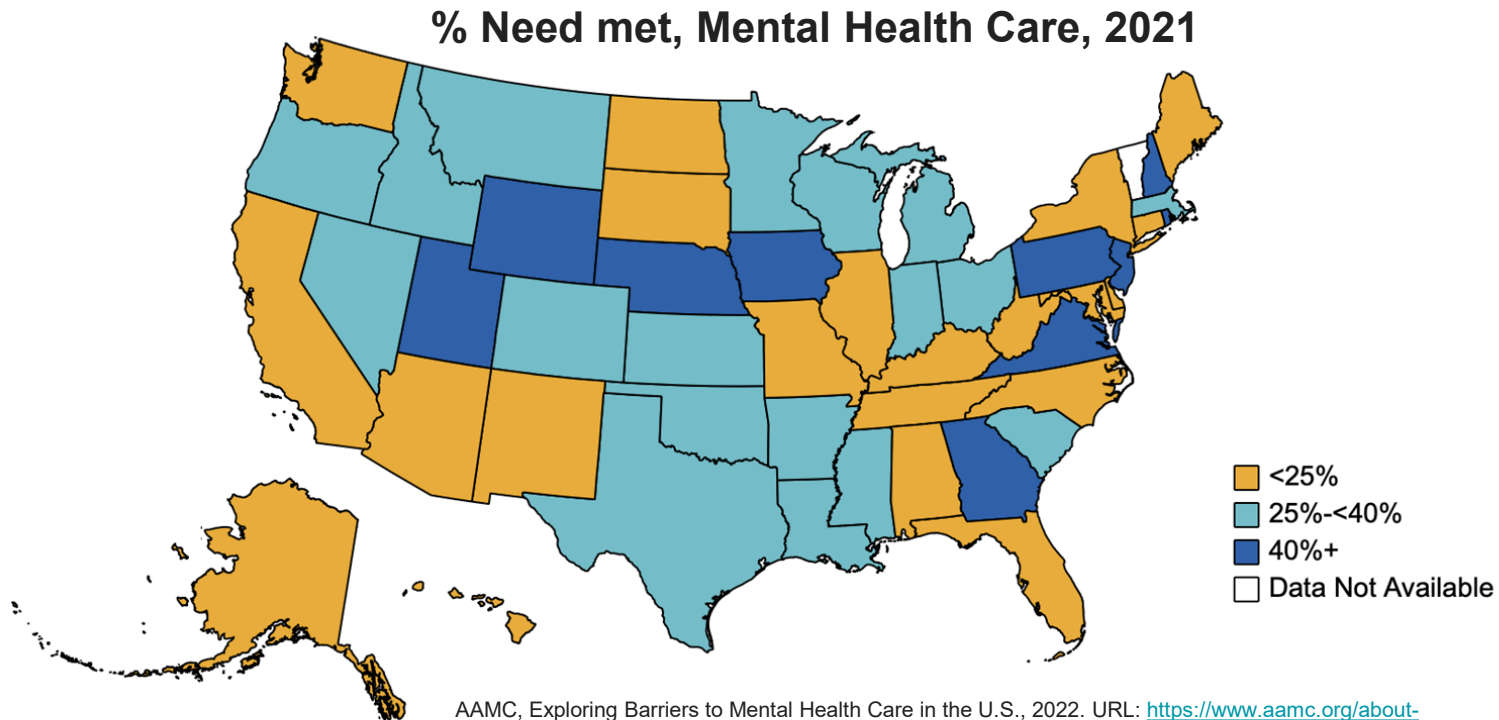 % Need met, Mental Health Care, 2021
<25%
25%-<40%
40%+
Data Not Available
AAMC, Exploring Barriers to Mental Health Care in the U.S., 2022. URL: https://www.aamc.org/about-